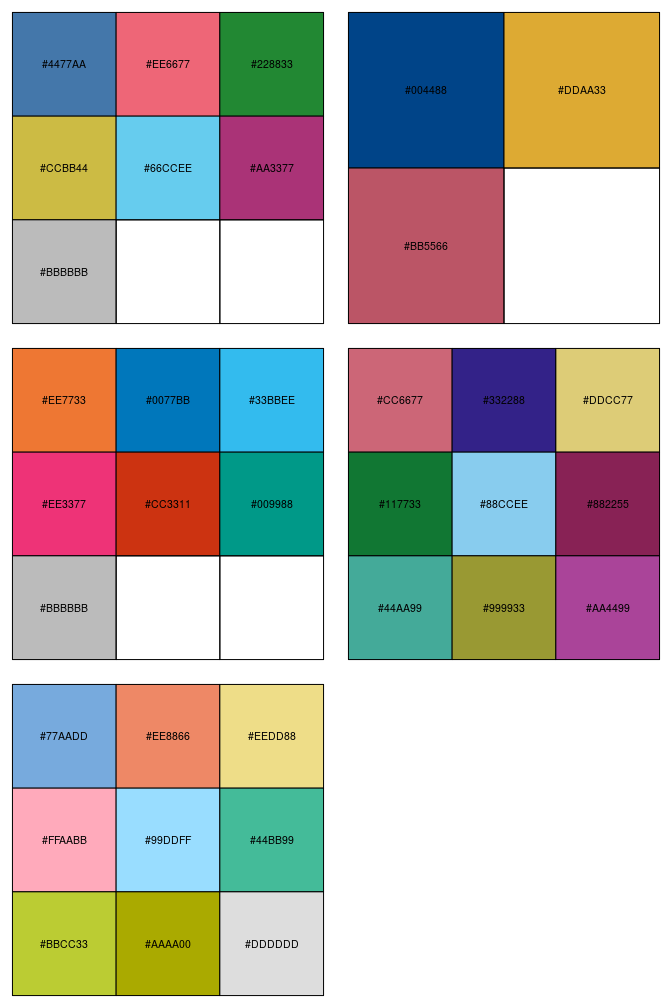 #4477AA #EE6677 #228833
#CCBB44 #66CCEE #AA3377
#BBBBBB
#004488 #DDAA33
#BB5566
#EE7733 #0077BB #33BBEE
#EE3377 #CC3311 #009988
#BBBBBB
#CC6677 #332288 #DDCC77
#117733 #88CCEE #882255
#44AA99 #999933 #AA4499
#77AADD #EE8866 #EEDD88
#FFAABB #99DDFF #44BB99
#BBCC33 #AAAA00 #DDDDDD